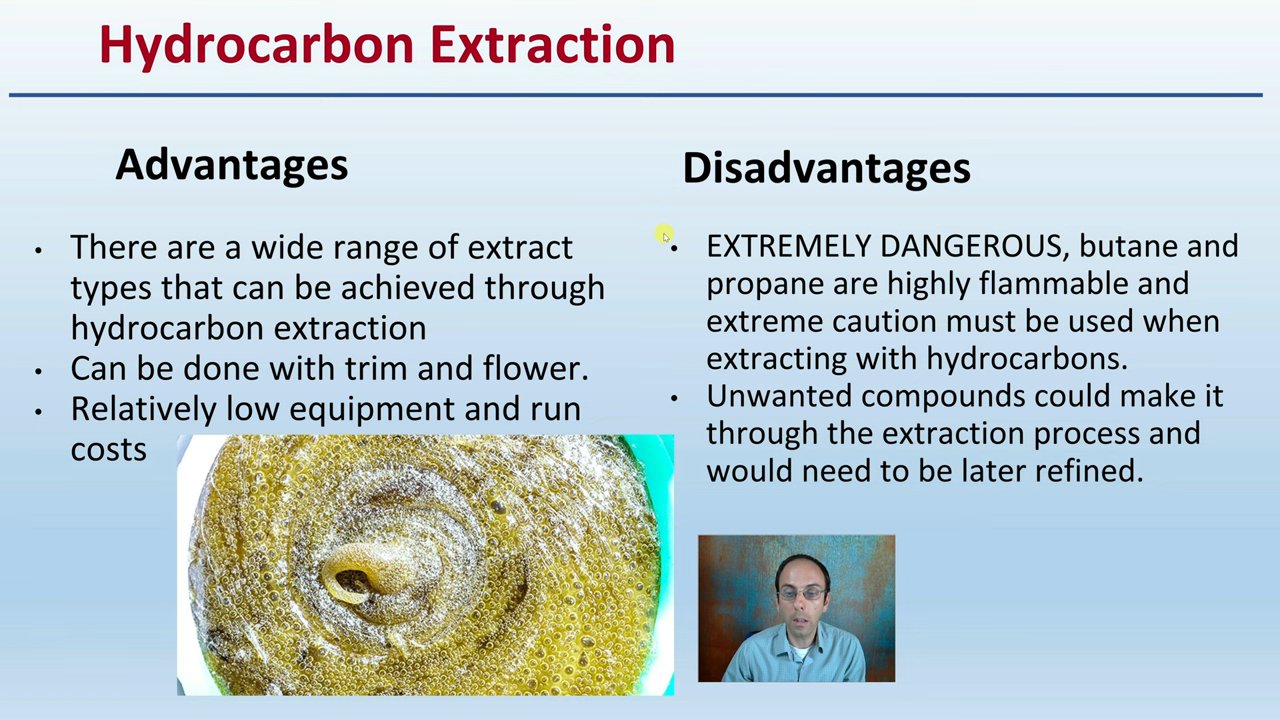 Hydrocarbon Extraction
Advantages
• There are a wide range of extract
types that can be achieved through
hydrocarbon extraction
• Can be done with trim and flower.
• Relatively low equipment and run
costs
Disadvantages
• EXTREMELY DANGEROUS, butane and
propane are highly flammable and
extreme caution must be used when
extracting with hydrocarbons.
• Unwanted compounds could make it
through the extraction process and
would need to be later refined.